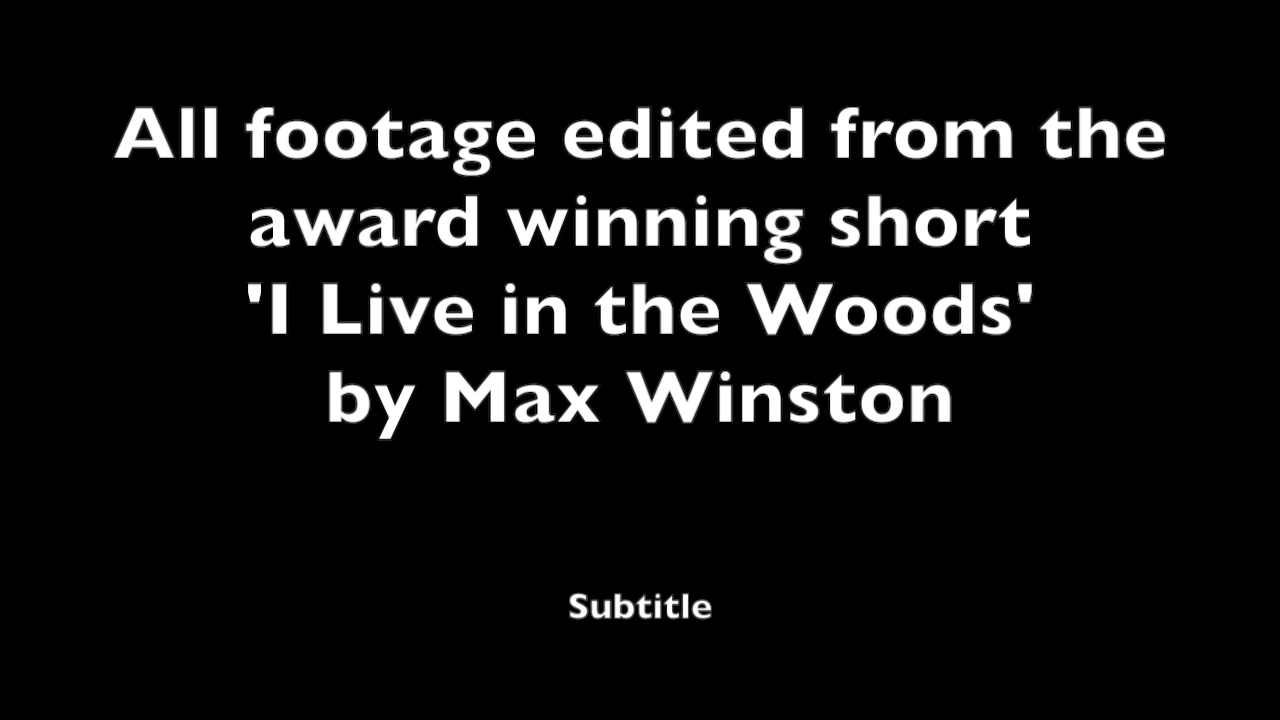 All footage edited from the
award winning short
'I Live in the Woods'
by Max Winston
Subtitle